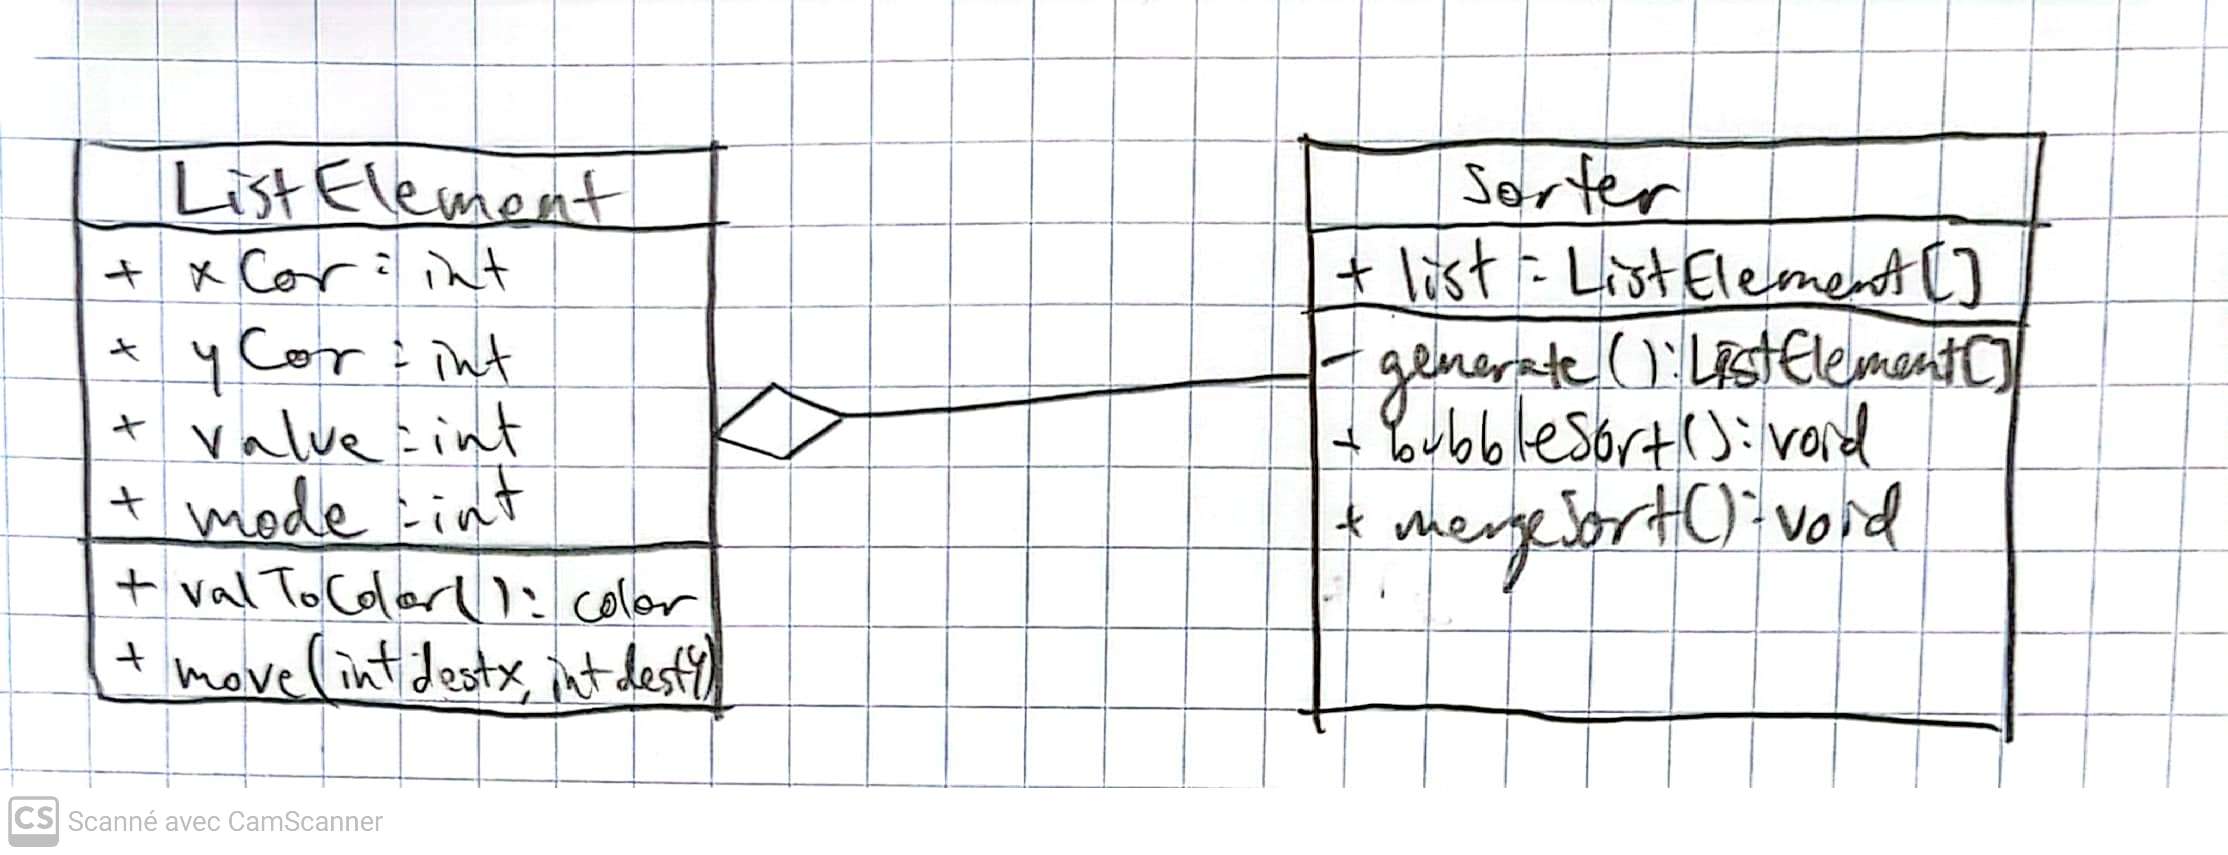 ListElement
+ xCor : int
+ yCor : int
+ value : int
+ mode : int
+ valToColor() : color
+ move(int destx, int desty)
Sorter
+ list : ListElement[]
- generate() : ListElement[]
+ bubbleSort() : void
+ mergeSort() : void
CS Scanné avec CamScanner